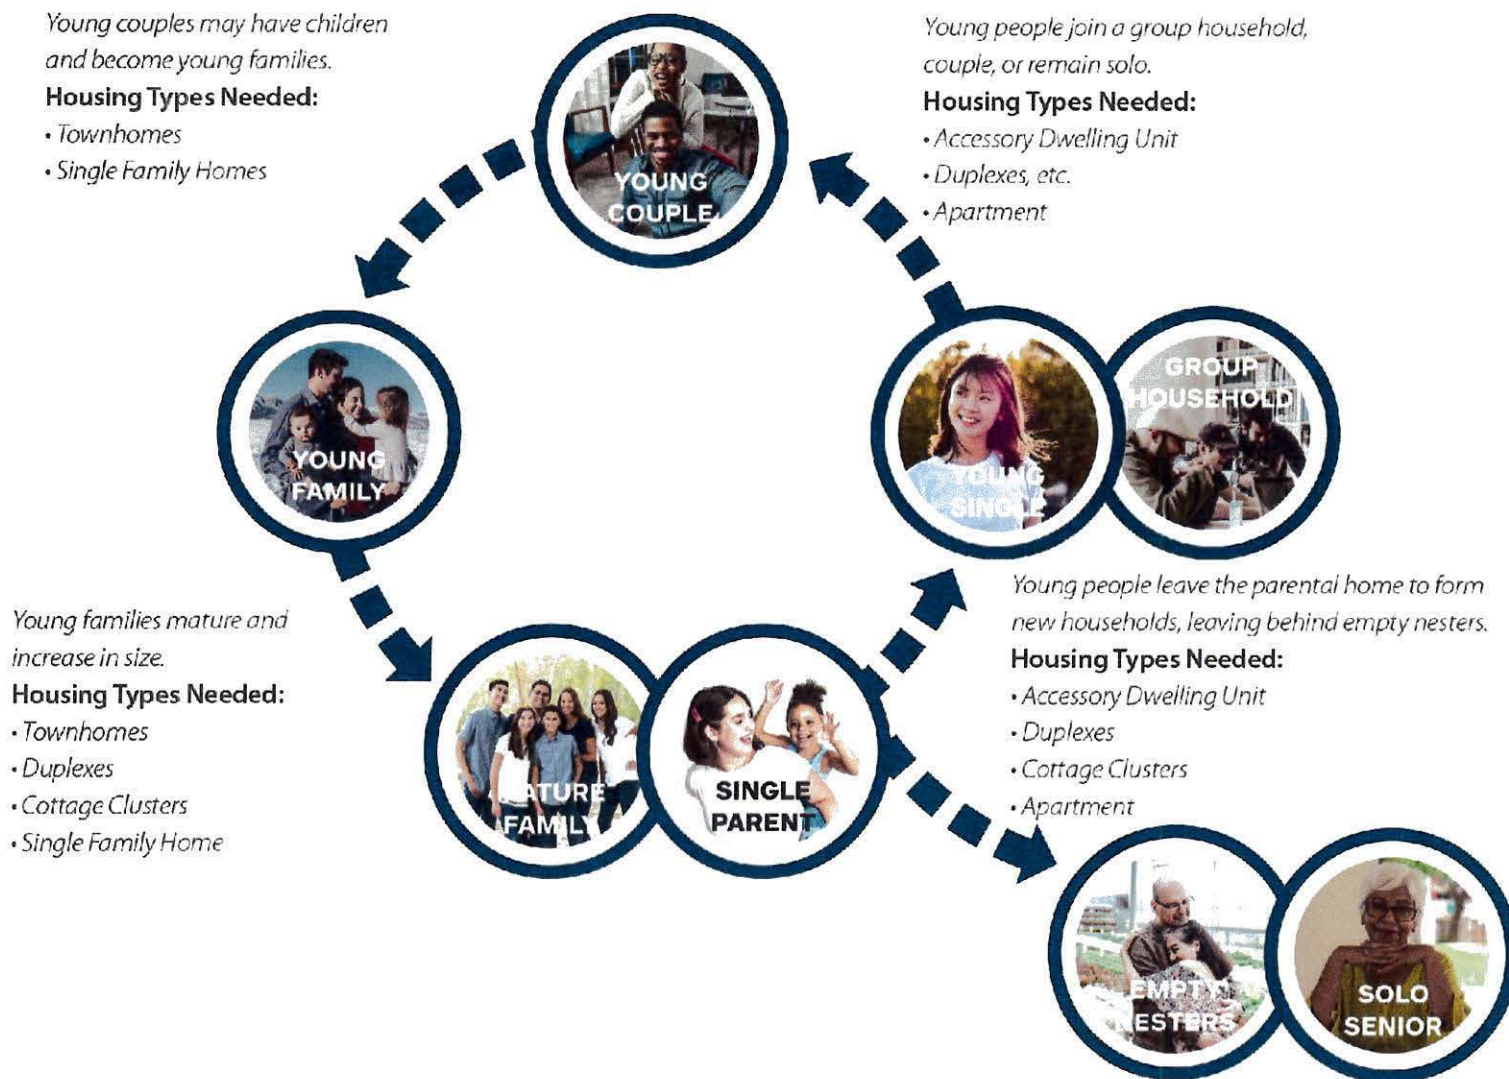 Young couples may have children
and become young families.
Housing Types Needed:
• Townhomes
• Single Family Homes
Young people join a group household,
couple, or remain solo.
Housing Types Needed:
• Accessory Dwelling Unit
• Duplexes, etc.
• Apartment
YOUNG
COUPLE
YOUNG
FAMILY
YOUNG
SINGLE
GROUP
HOUSEHOLD
Young families mature and
increase in size.
Housing Types Needed:
• Townhomes
• Duplexes
• Cottage Clusters
• Single Family Home
MATURE
FAMILY
SINGLE
PARENT
Young people leave the parental home to form
new households, leaving behind empty nesters.
Housing Types Needed:
• Accessory Dwelling Unit
• Duplexes
• Cottage Clusters
• Apartment
EMPTY
NESTERS
SOLO
SENIOR